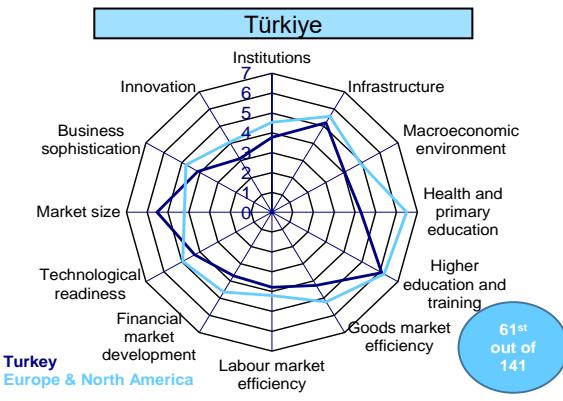 Türkiye
Institutions
Infrastructure
Macroeconomic
environment
Health and
primary
education
Higher
education and
training
Goods market
efficiency
Labour market
efficiency
Financial
market
development
Technological
readiness
Market size
Business
sophistication
Innovation
7
6
5
4
3
2
1
0
61st
out of
141
Turkey
Europe & North America